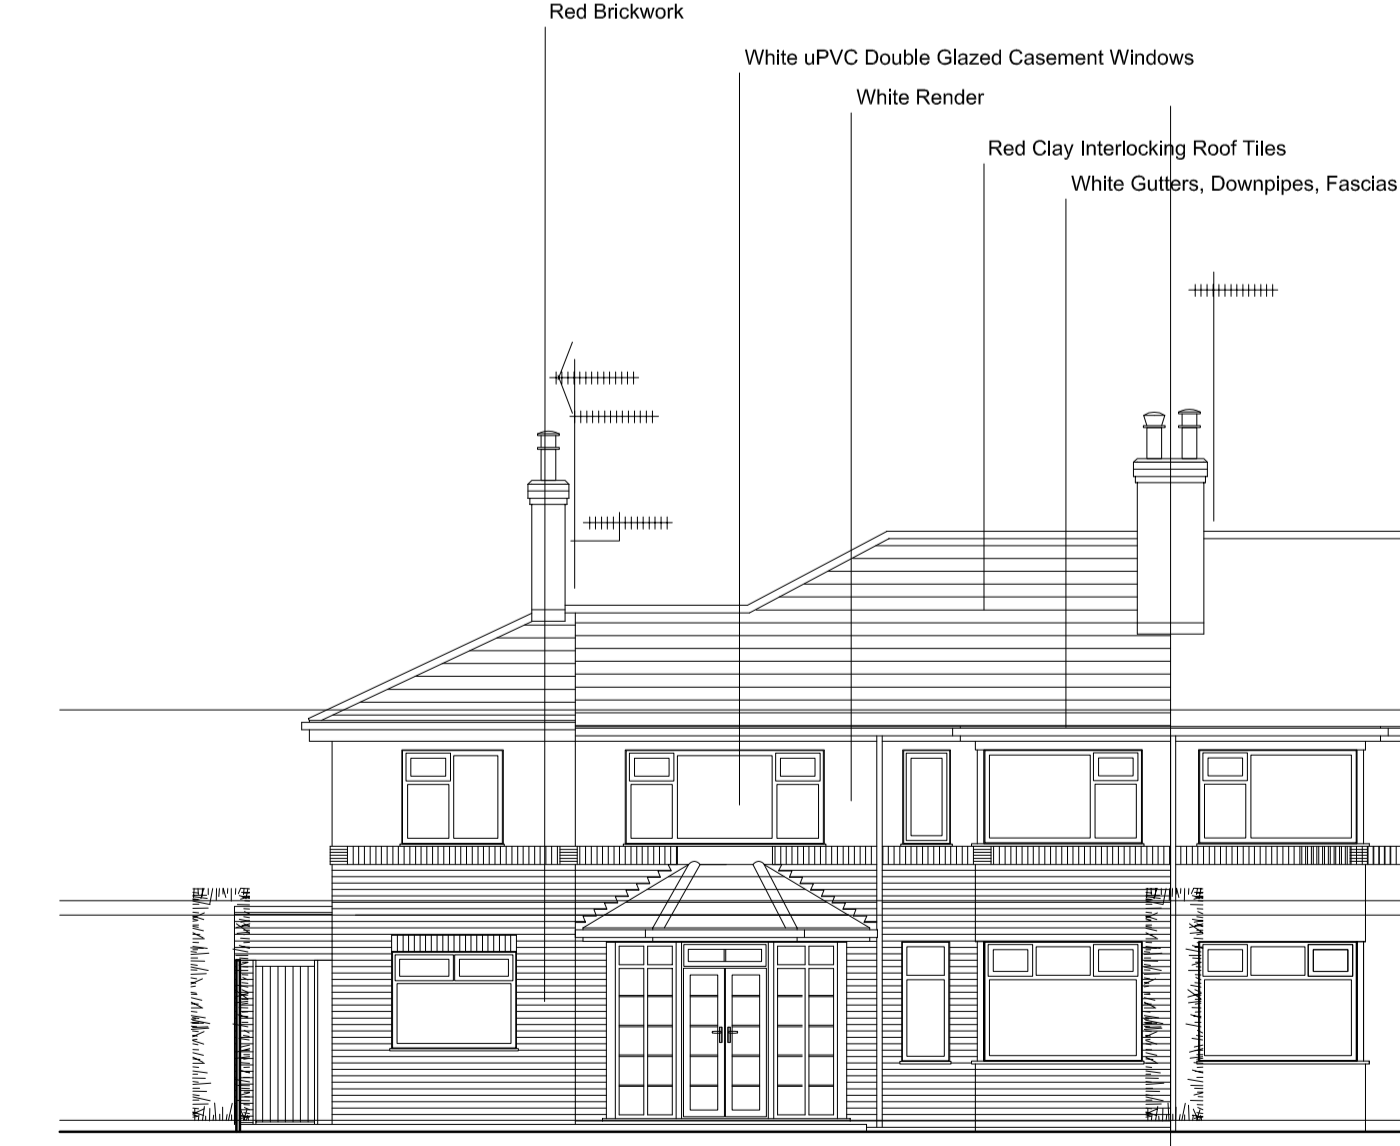 Red Brickwork
White uPVC Double Glazed Casement Windows
White Render
Red Clay Interlocking Roof Tiles
White Gutters, Downpipes, Fascias